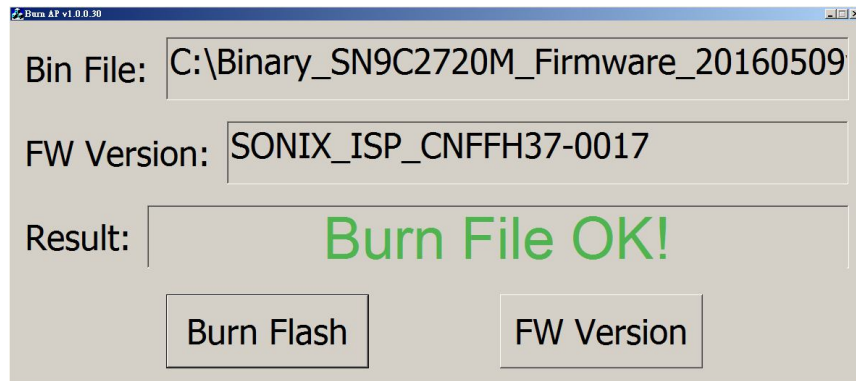 Burn AP v1.0.0.30
Bin File: C:\Binary_SN9C2720M_Firmware_20160509
FW Version: SONIX_ISP_CNFFH37-0017
Result: Burn File OK!
Burn Flash FW Version